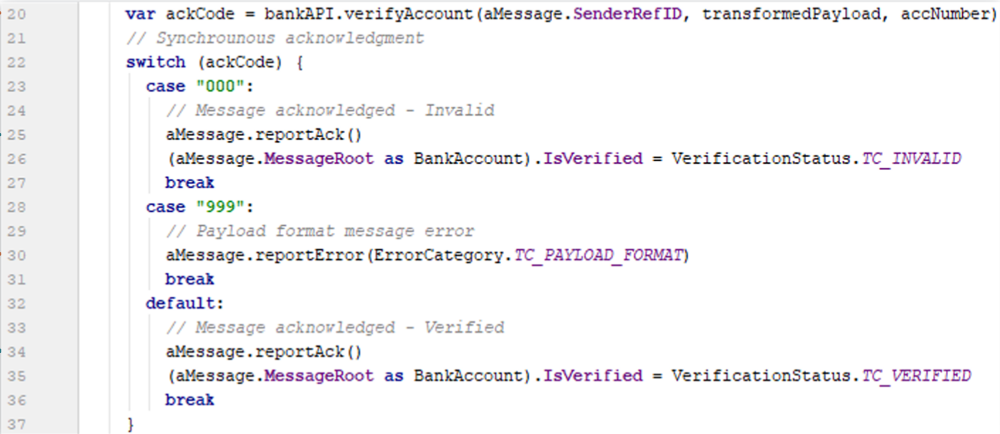 20 var ackCode = bankAPI.verifyAccount(aMessage.SenderRefID, transformedPayload, accNumber)
21 // Synchrounous acknowledgment
22 switch (ackCode) {
23 case "000":
24 // Message acknowledged - Invalid
25 aMessage.reportAck()
26 (aMessage.MessageRoot as BankAccount).IsVerified = VerificationStatus.TC_INVALID
27 break
28 case "999":
29 // Payload format message error
30 aMessage.reportError(ErrorCategory.TC_PAYLOAD_FORMAT)
31 break
32 default:
33 // Message acknowledged - Verified
34 aMessage.reportAck()
35 (aMessage.MessageRoot as BankAccount).IsVerified = VerificationStatus.TC_VERIFIED
36 break
37 }